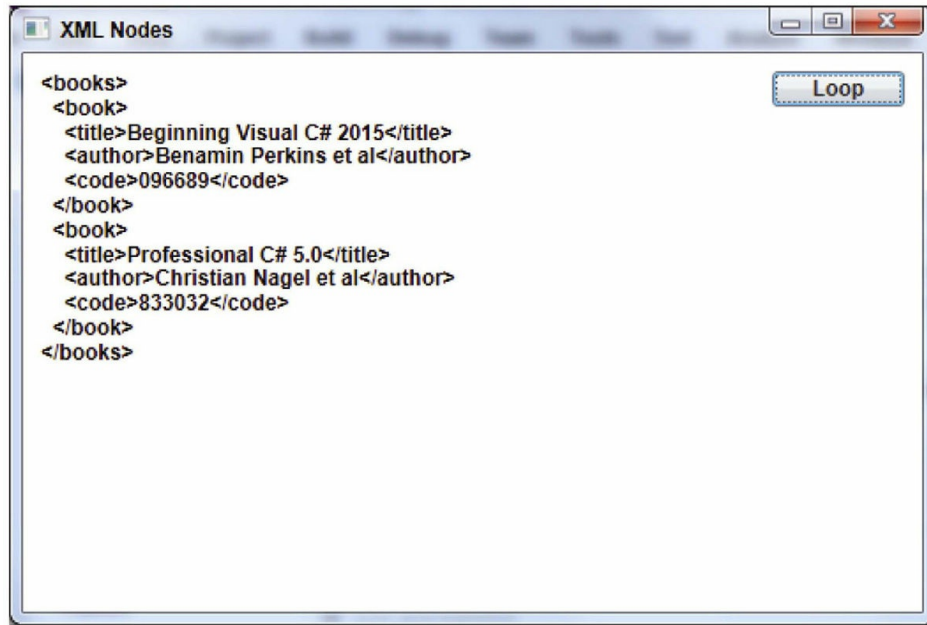 XML Nodes
Loop
<books>
<book>
<title>Beginning Visual C# 2015</title>
<author>Benamin Perkins et al</author>
<code>096689</code>
</book>
<book>
<title>Professional C# 5.0</title>
<author>Christian Nagel et al</author>
<code>833032</code>
</book>
</books>